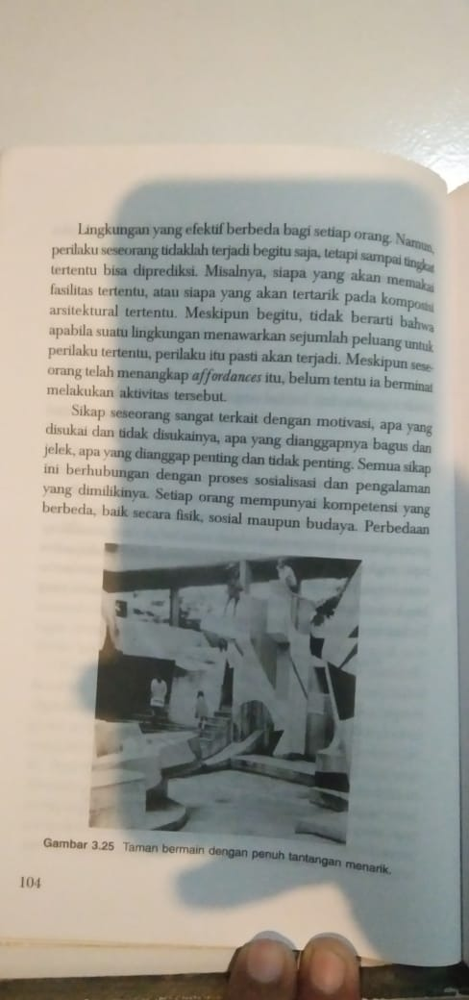 Lingkungan yang efektif berbeda bagi setiap orang. Namun,
perilaku seseorang tidaklah terjadi begitu saja, tetapi sampai tingkat
tertentu bisa diprediksi. Misalnya, siapa yang akan memakai
fasilitas tertentu, atau siapa yang akan tertarik pada komposisi
arsitektural tertentu. Meskipun begitu, tidak berarti bahwa
apabila suatu lingkungan menawarkan sejumlah peluang untuk
perilaku tertentu, perilaku itu pasti akan terjadi. Meskipun sese-
orang telah menangkap affordances itu, belum tentu ia berminat
melakukan aktivitas tersebut.
Sikap seseorang sangat terkait dengan motivasi, apa yang
disukai dan tidak disukainya, apa yang dianggapnya bagus dan
jelek, apa yang dianggap penting dan tidak penting. Semua sikap
ini berhubungan dengan proses sosialisasi dan pengalaman
yang dimilikinya. Setiap orang mempunyai kompetensi yang
berbeda, baik secara fisik, sosial maupun budaya. Perbedaan
Gambar 3.25 Taman bermain dengan penuh tantangan menarik.
104